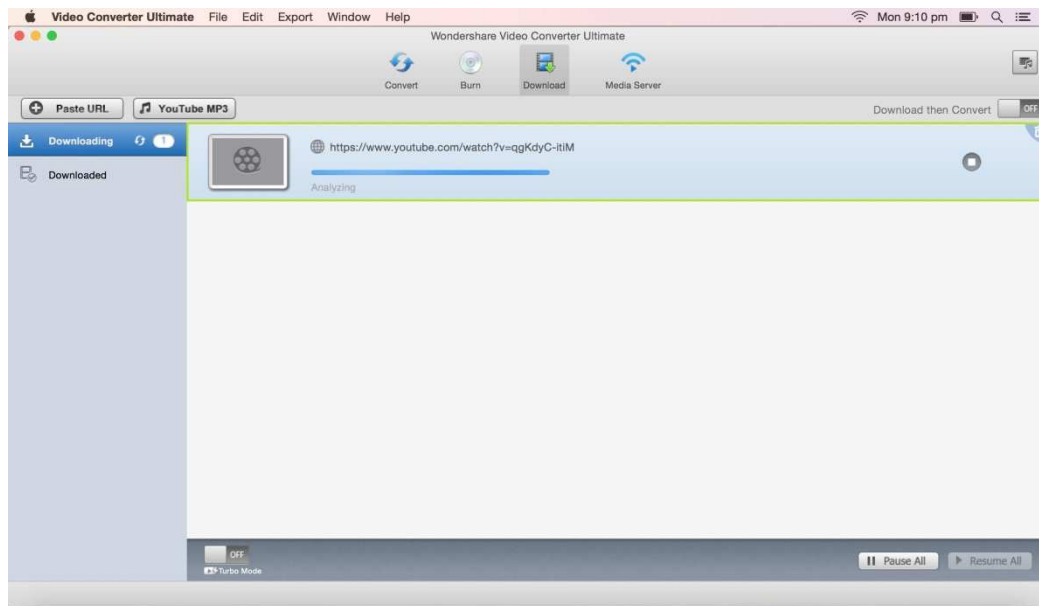 Video Converter Ultimate File Edit Export Window Help Mon 9:10 pm
Wondershare Video Converter Ultimate
Convert Burn Download Media Server
Paste URL YouTube MP3 Download then Convert OFF
Downloading 1
https://www.youtube.com/watch?v=qgKdyC-itiM
Downloaded
Analyzing
OFF
Turbo Mode
Pause All Resume All